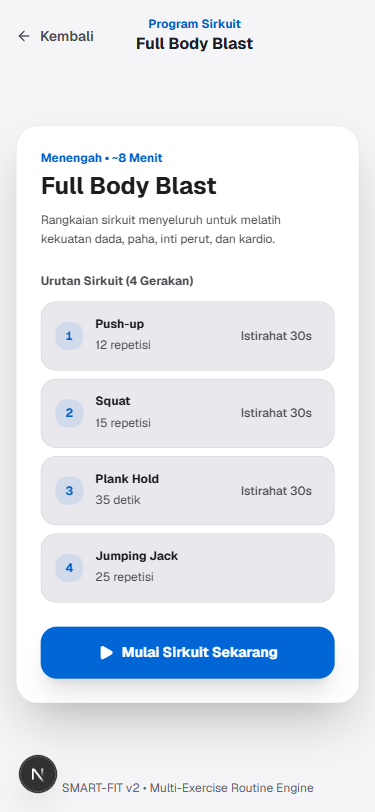 Program Sirkuit
← Kembali
Full Body Blast
Menengah • ~8 Menit
Full Body Blast
Rangkaian sirkuit menyeluruh untuk melatih
kekuatan dada, paha, inti perut, dan kardio.
Urutan Sirkuit (4 Gerakan)
1
Push-up
12 repetisi
Istirahat 30s
2
Squat
15 repetisi
Istirahat 30s
3
Plank Hold
35 detik
Istirahat 30s
4
Jumping Jack
25 repetisi
Mulai Sirkuit Sekarang
N
SMART-FIT v2 • Multi-Exercise Routine Engine